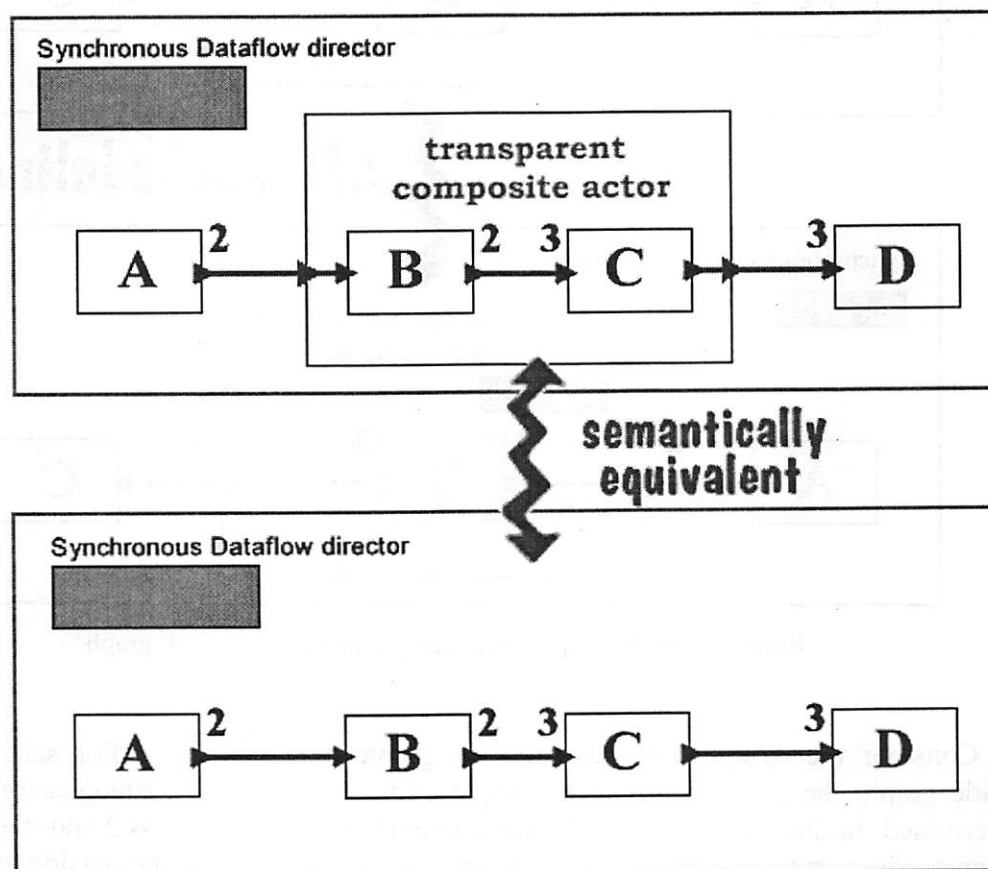 Synchronous Dataflow director
transparent
composite actor
A 2 B 2 3 C 3 D
semantically
equivalent
Synchronous Dataflow director
A 2 B 2 3 C 3 D